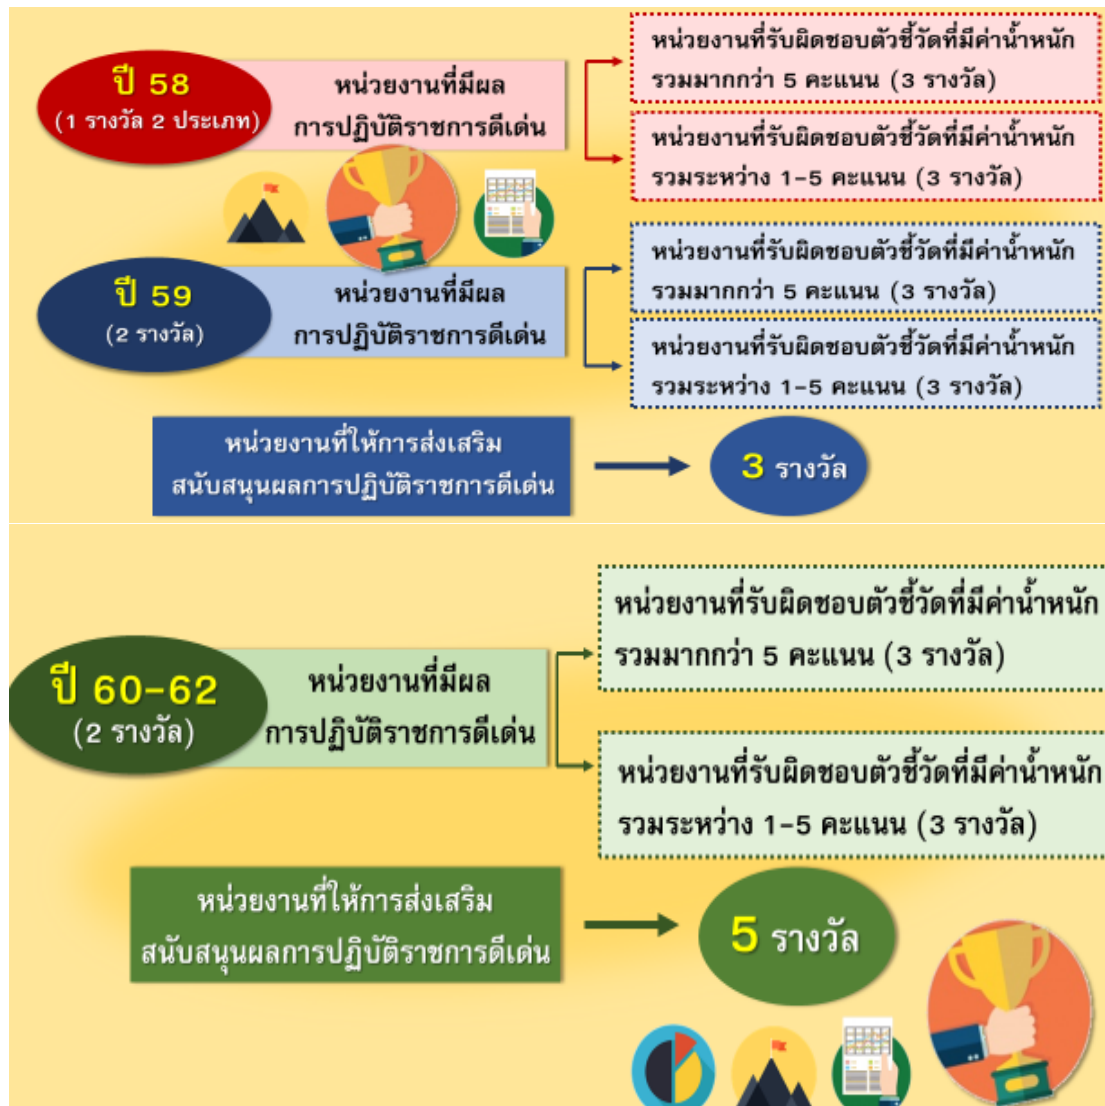 ปี 58
(1 รางวัล 2 ประเภท)
หน่วยงานที่มีผล
การปฏิบัติราชการดีเด่น
หน่วยงานที่รับผิดชอบตัวชี้วัดที่มีค่าน้ำหนัก
รวมมากกว่า 5 คะแนน (3 รางวัล)
หน่วยงานที่รับผิดชอบตัวชี้วัดที่มีค่าน้ำหนัก
รวมระหว่าง 1-5 คะแนน (3 รางวัล)
ปี 59
(2 รางวัล)
หน่วยงานที่มีผล
การปฏิบัติราชการดีเด่น
หน่วยงานที่รับผิดชอบตัวชี้วัดที่มีค่าน้ำหนัก
รวมมากกว่า 5 คะแนน (3 รางวัล)
หน่วยงานที่รับผิดชอบตัวชี้วัดที่มีค่าน้ำหนัก
รวมระหว่าง 1-5 คะแนน (3 รางวัล)
หน่วยงานที่ให้การส่งเสริม
สนับสนุนผลการปฏิบัติราชการดีเด่น
3 รางวัล
ปี 60-62
(2 รางวัล)
หน่วยงานที่มีผล
การปฏิบัติราชการดีเด่น
หน่วยงานที่รับผิดชอบตัวชี้วัดที่มีค่าน้ำหนัก
รวมมากกว่า 5 คะแนน (3 รางวัล)
หน่วยงานที่รับผิดชอบตัวชี้วัดที่มีค่าน้ำหนัก
รวมระหว่าง 1-5 คะแนน (3 รางวัล)
หน่วยงานที่ให้การส่งเสริม
สนับสนุนผลการปฏิบัติราชการดีเด่น
5 รางวัล